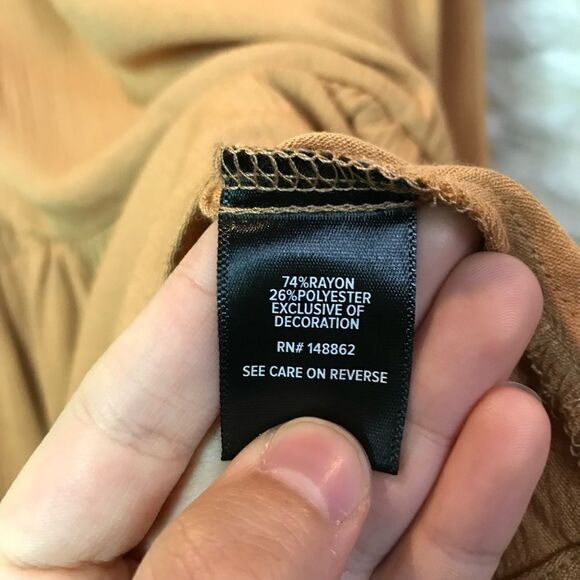 74%RAYON
26%POLYESTER
EXCLUSIVE OF
DECORATION
RN# 148862
SEE CARE ON REVERSE